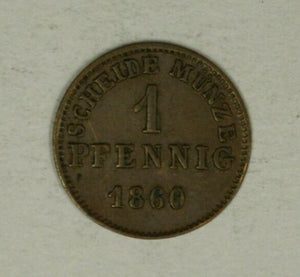 SCHEIDE MÜNZE
1
PFENNIG
1860